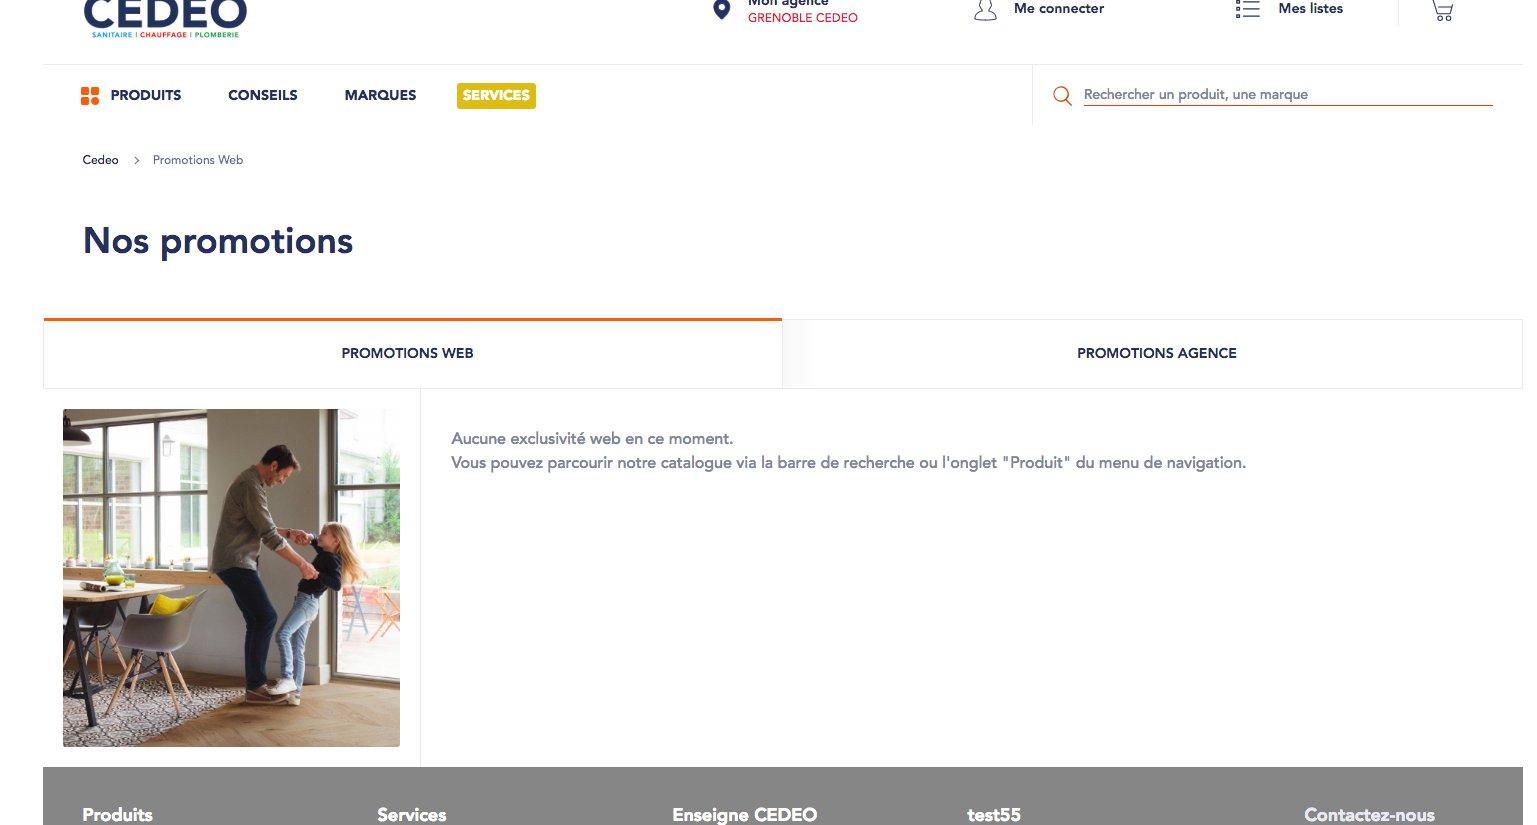 CEDEO
SANITAIRE | CHAUFFAGE | PLOMBERIE
Mon agence
GRENOBLE CEDEO
Me connecter
Mes listes
PRODUITS
CONSEILS
MARQUES
SERVICES
Rechercher un produit, une marque
Cedeo > Promotions Web
Nos promotions
PROMOTIONS WEB
PROMOTIONS AGENCE
Aucune exclusivité web en ce moment.
Vous pouvez parcourir notre catalogue via la barre de recherche ou l'onglet "Produit" du menu de navigation.
Produits
Services
Enseigne CEDEO
test55
Contactez-nous